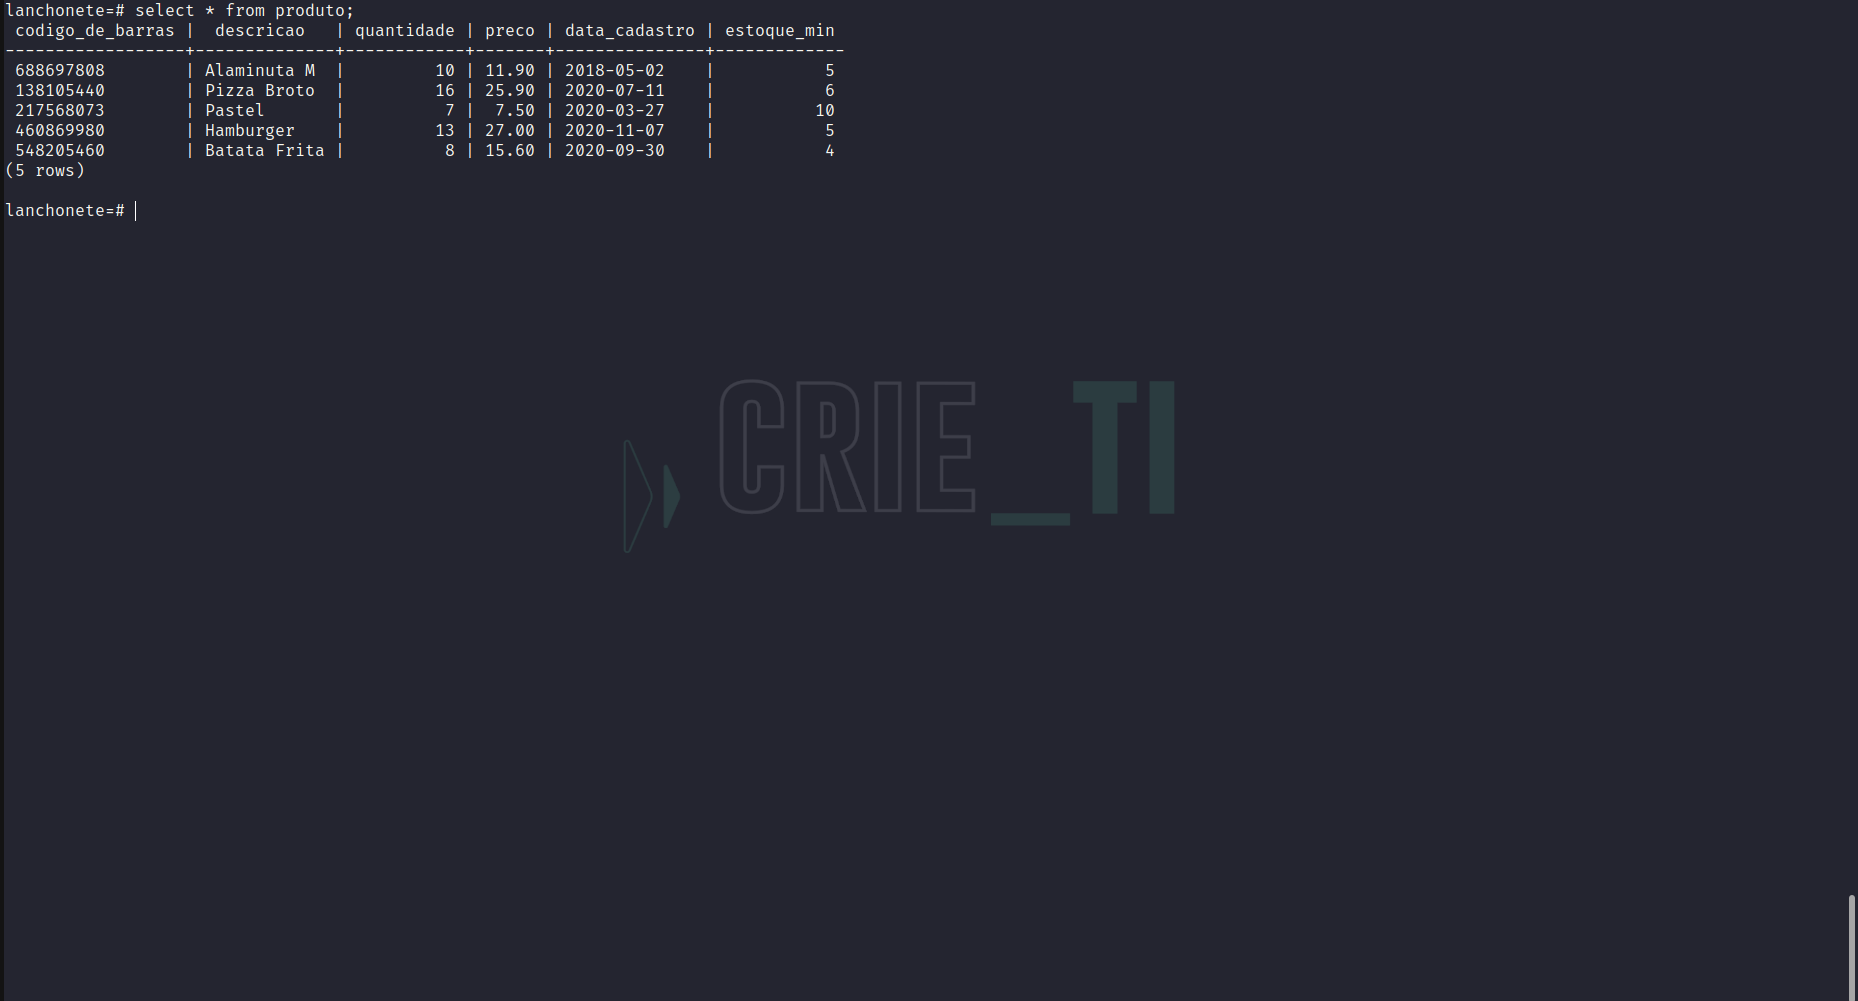 lanchonete=# select * from produto;
 codigo_de_barras |  descricao   | quantidade | preco | data_cadastro | estoque_min
------------------+--------------+------------+-------+---------------+-------------
 688697808        | Alaminuta M  |         10 | 11.90 | 2018-05-02    |           5
 138105440        | Pizza Broto  |         16 | 25.90 | 2020-07-11    |           6
 217568073        | Pastel       |          7 |  7.50 | 2020-03-27    |          10
 460869980        | Hamburger    |         13 | 27.00 | 2020-11-07    |           5
 548205460        | Batata Frita |          8 | 15.60 | 2020-09-30    |           4
(5 rows)
lanchonete=#
CRIE_TI